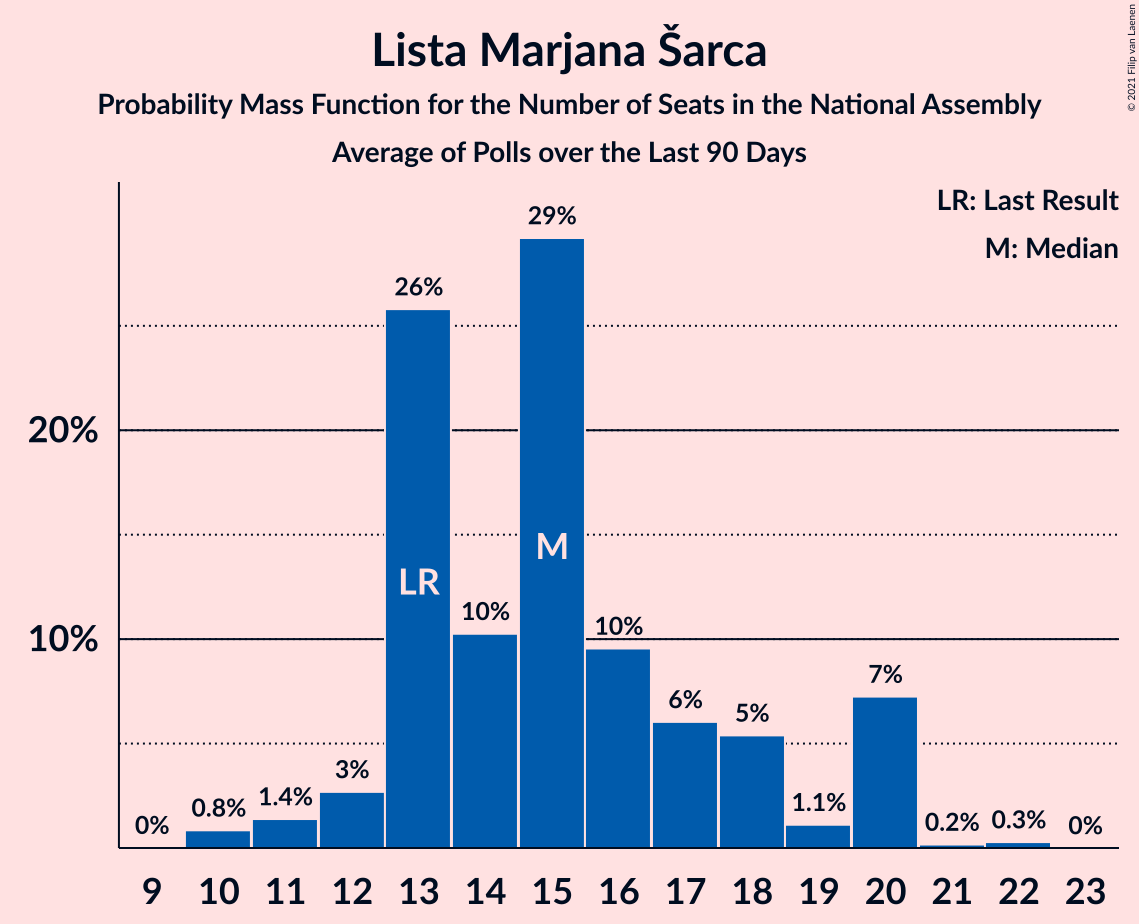 Lista Marjana Šarca
Probability Mass Function for the Number of Seats in the National Assembly
Average of Polls over the Last 90 Days
© 2021 Filip van Laenen
LR: Last Result
M: Median
29%
26%
20%
M
LR
10%
10%
10%
7%
6%
5%
3%
1.4%
1.1%
0.8%
0.3%
0.2%
0%
0%
9 10 11 12 13 14 15 16 17 18 19 20 21 22 23